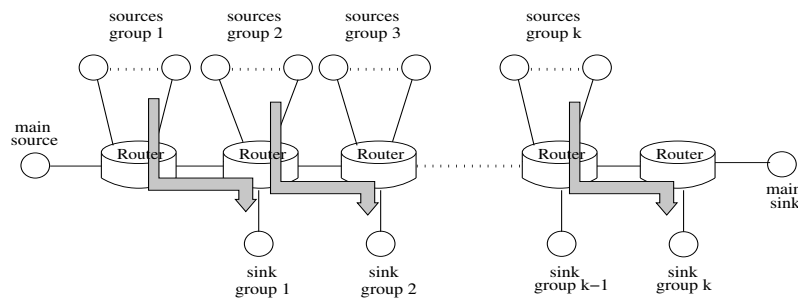 sources
group 1
sources
group 2
sources
group 3
sources
group k
main
source
Router
Router
Router
Router
Router
main
sink
sink
group 1
sink
group 2
sink
group k−1
sink
group k